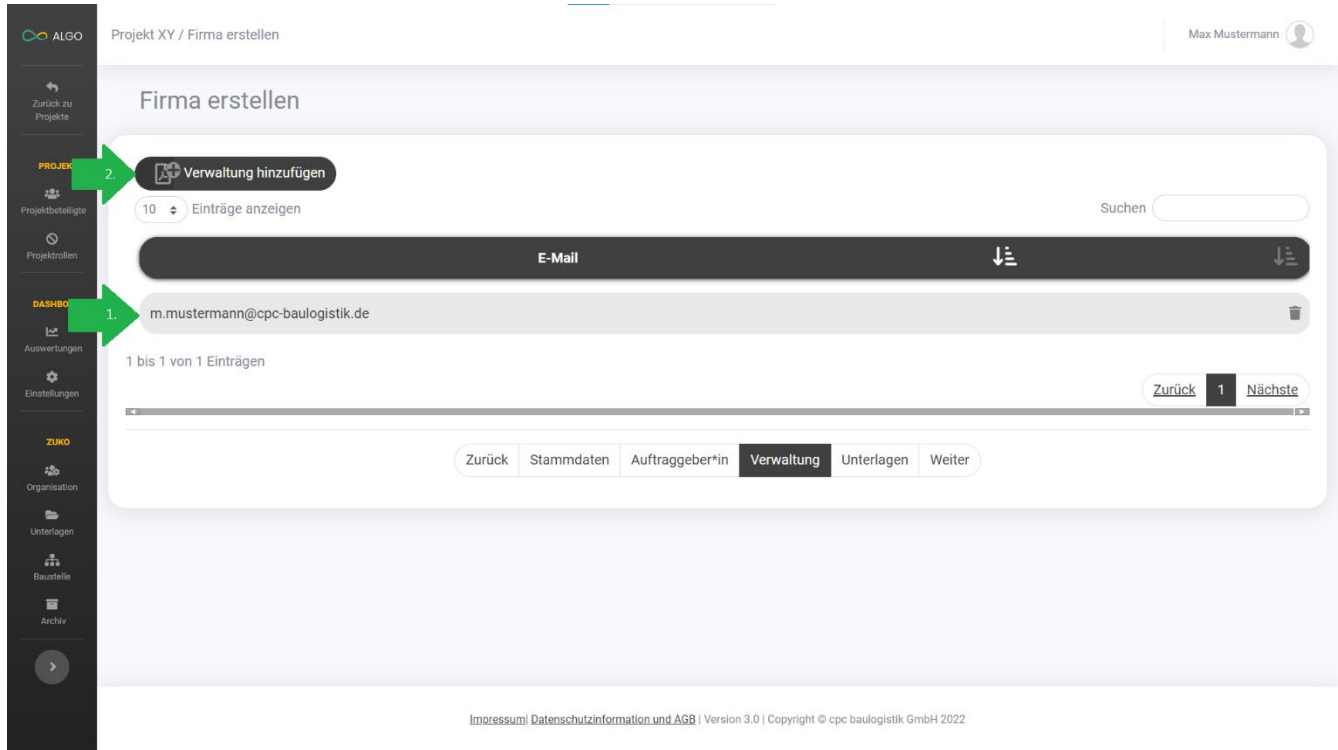 ALGO
Projekt XY / Firma erstellen
Max Mustermann
Zurück zu
Projekte
PROJEK
Projektbeteiligte
Projektrollen
DASHBO
Auswertungen
Einstellungen
ZUKO
Organisation
Unterlagen
Baustelle
Archiv
Firma erstellen
2.
Verwaltung hinzufügen
10 Einträge anzeigen
Suchen
E-Mail
1.
m.mustermann@cpc-baulogistik.de
1 bis 1 von 1 Einträgen
Zurück 1 Nächste
Zurück Stammdaten Auftraggeber*in Verwaltung Unterlagen Weiter
Impressum| Datenschutzinformation und AGB | Version 3.0 | Copyright © cpc baulogistik GmbH 2022